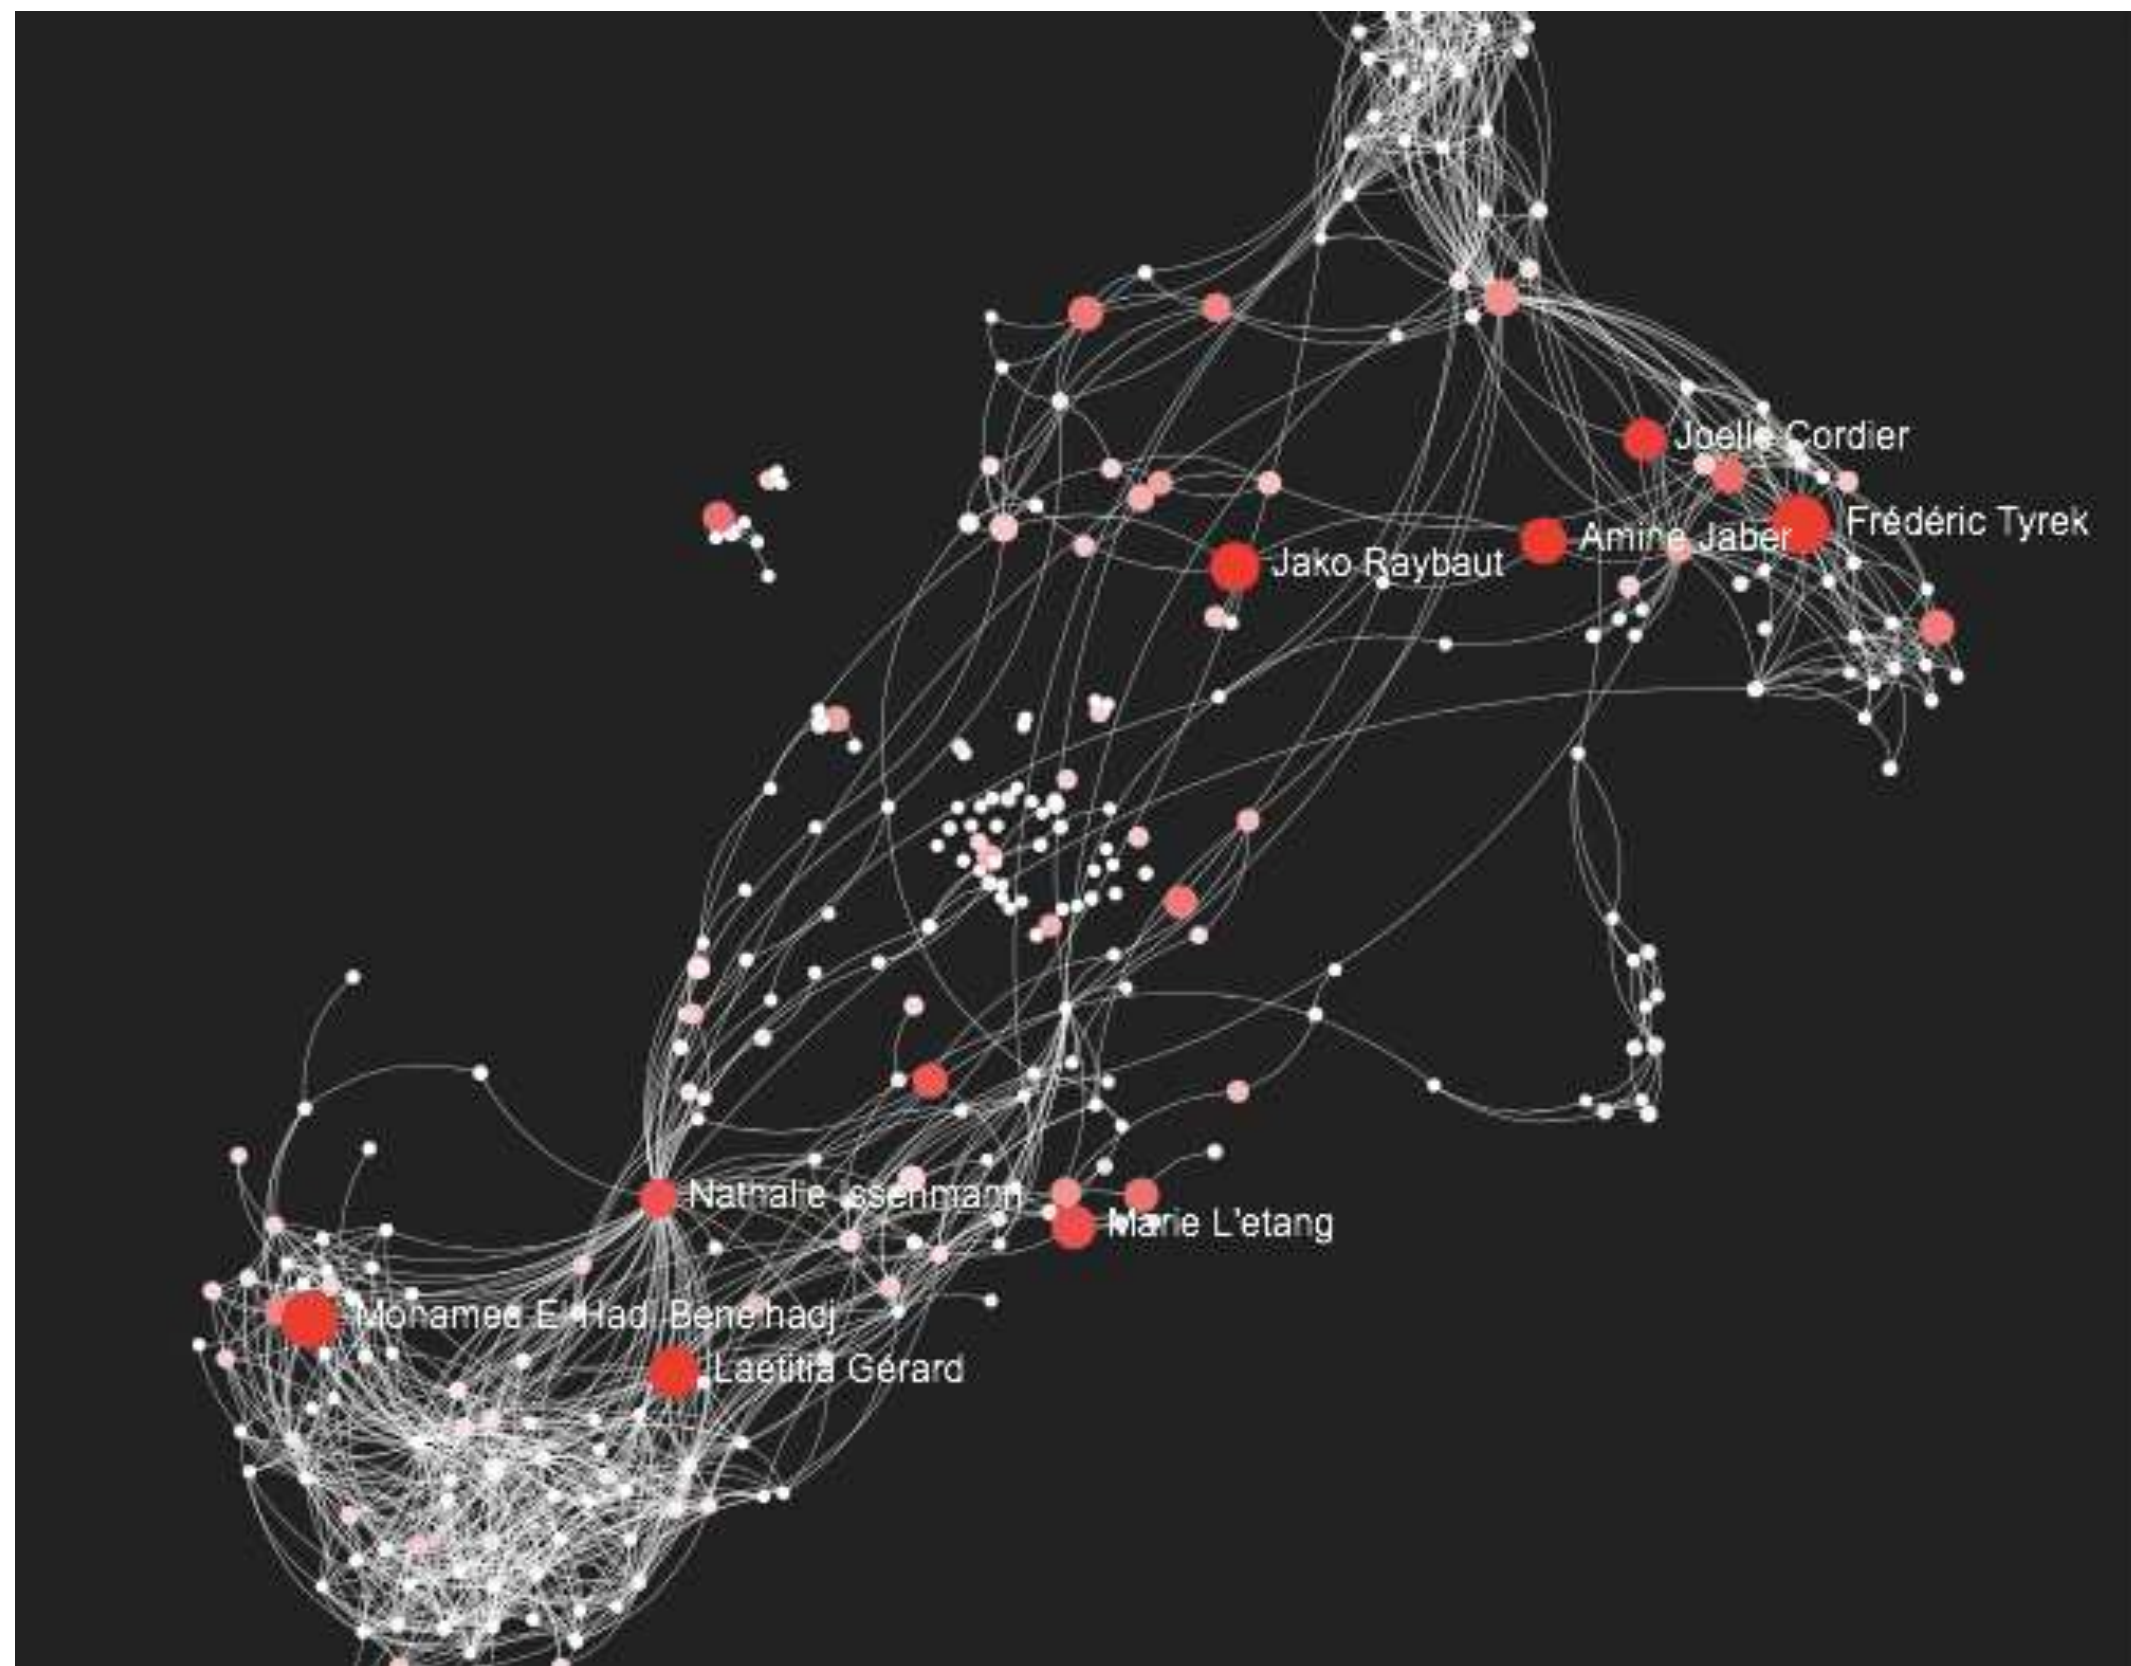 Joelle Cordier
Frédéric Tyrek
Amine Jaber
Jako Raybaut
Nathalie Issenmann
Marie L'etang
Mohamed El Hadi Benelhadj
Laetitia Gérard